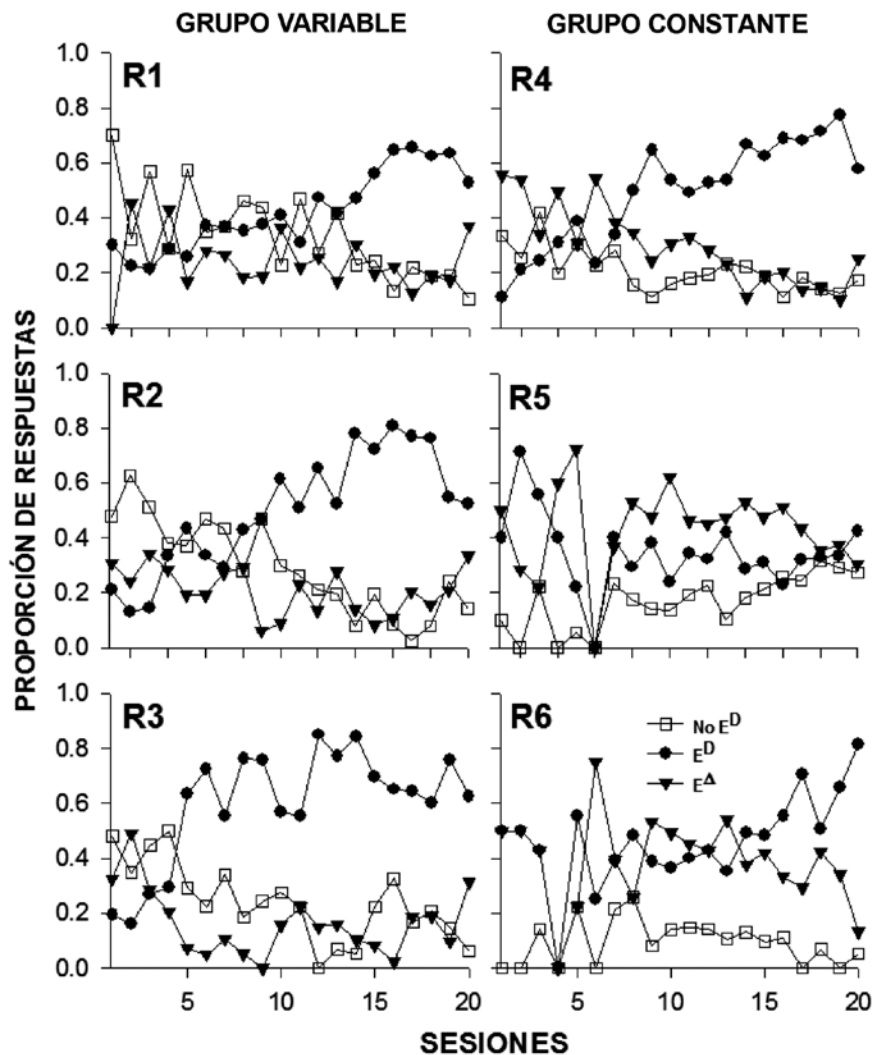 GRUPO VARIABLE GRUPO CONSTANTE
1.0
0.8
0.6
0.4
0.2
0.0
R1
R4
1.0
0.8
0.6
0.4
0.2
0.0
R2
R5
1.0
0.8
0.6
0.4
0.2
0.0
R3
R6
No E^D
E^D
E^Δ
PROPORCIÓN DE RESPUESTAS
5 10 15 20 5 10 15 20
SESIONES